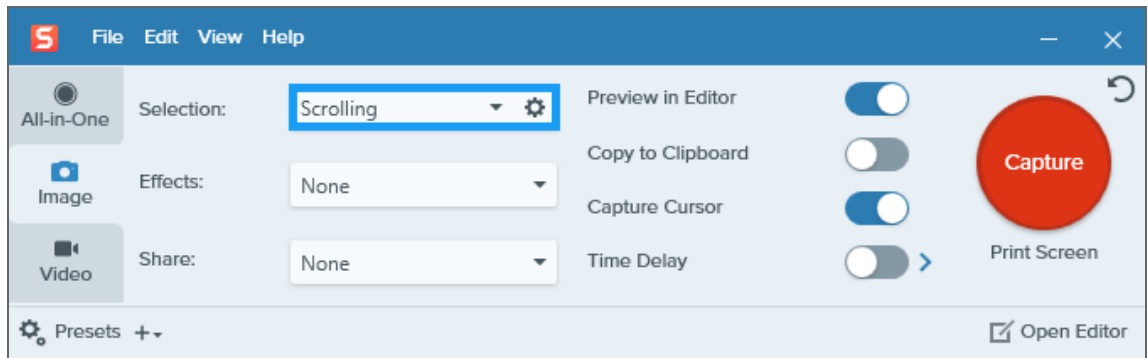 S File Edit View Help
All-in-One
Image
Video
Selection: Scrolling
Effects: None
Share: None
Preview in Editor
Copy to Clipboard
Capture Cursor
Time Delay
Capture
Print Screen
Presets
Open Editor